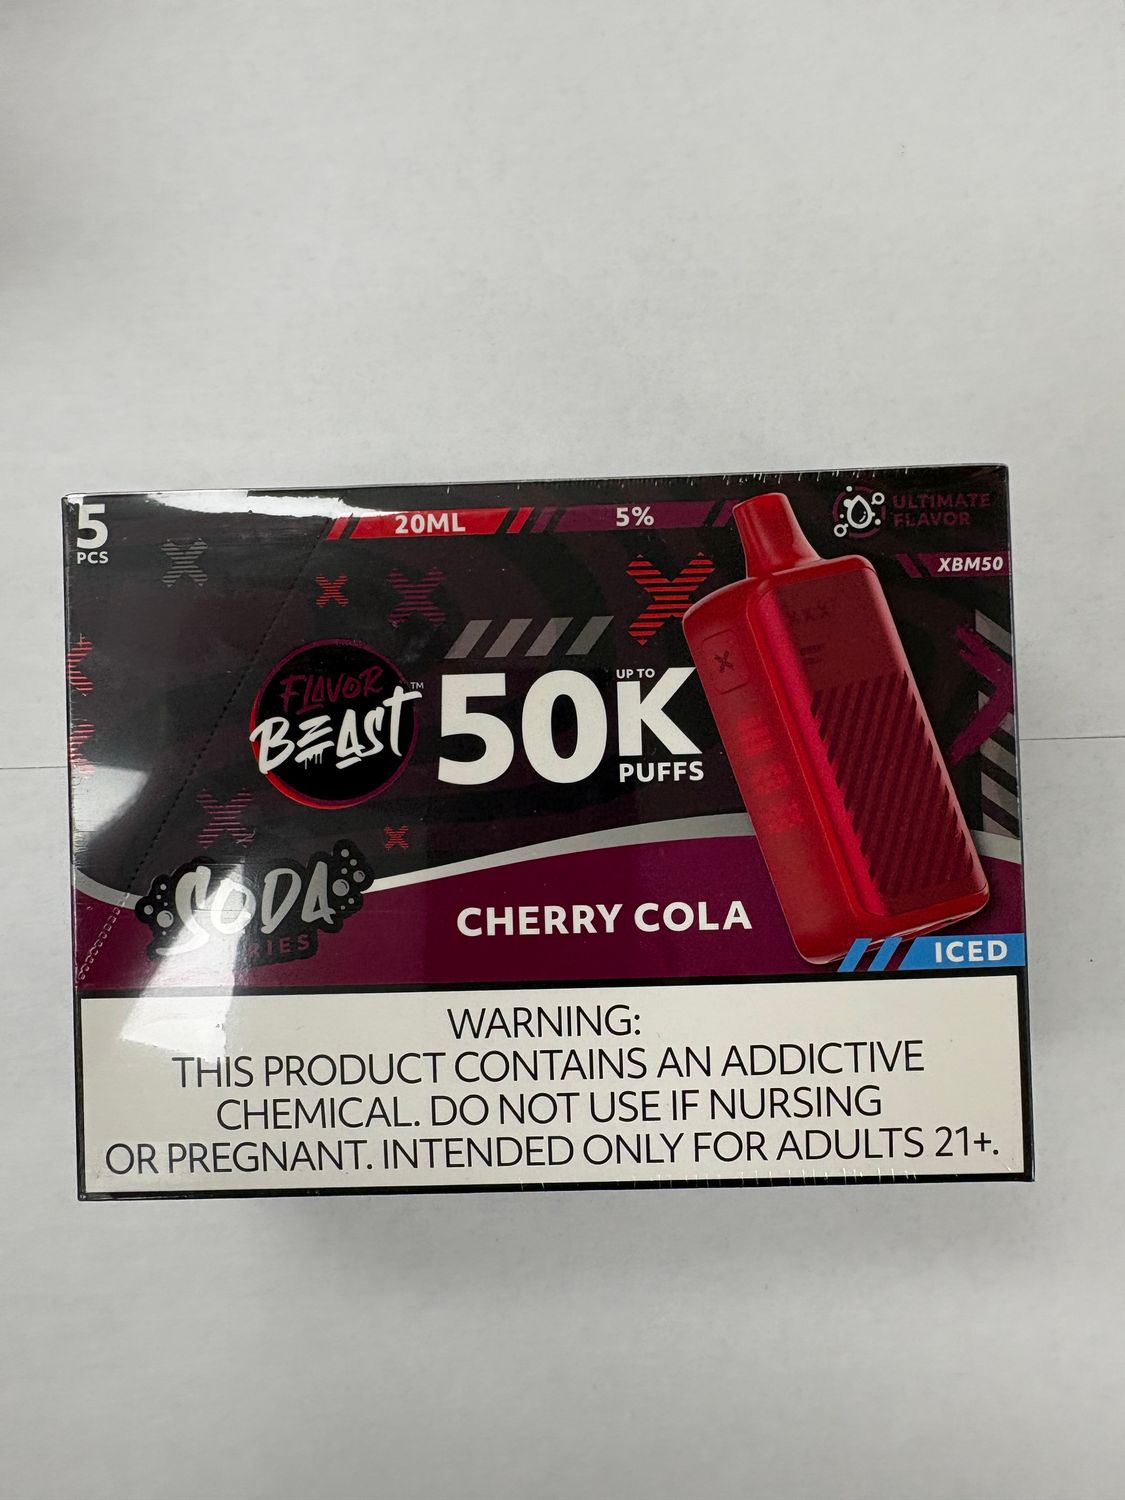 5
PCS
20ML
5%
ULTIMATE
FLAVOR
XBM50
FLAVOR
BEAST™
UP TO
50K
PUFFS
SODA
CHERRY COLA
ICED
WARNING:
THIS PRODUCT CONTAINS AN ADDICTIVE
CHEMICAL. DO NOT USE IF NURSING
OR PREGNANT. INTENDED ONLY FOR ADULTS 21+.